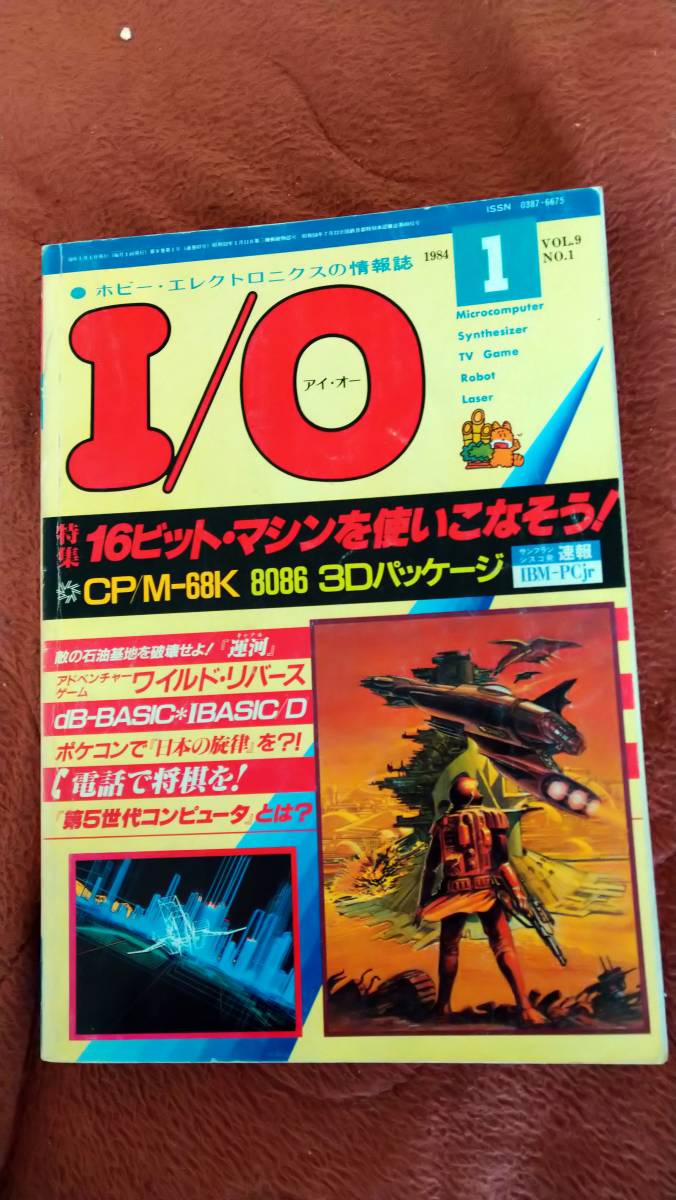 ISSN 0387-6675
●ホビー・エレクトロニクスの情報誌
1984
1
VOL.9
NO.1
I/O
アイ・オー
Microcomputer
Synthesizer
TV Game
Robot
Laser
特集
16ビット・マシンを使いこなそう!
CP/M-68K 8086 3Dパッケージ
サンフラン
シスコ発
速報
IBM-PCjr
敵の石油基地を破壊せよ!『運河』
アドベンチャー
ゲーム
ワイルド・リバース
dB-BASIC*IBASIC/D
ポケコンで『日本の旋律』を?!
電話で将棋を!
『第5世代コンピュータ』とは?